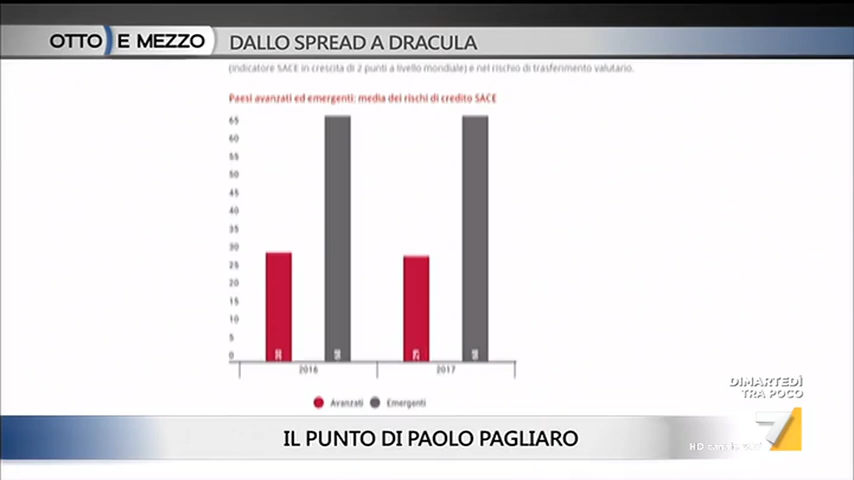 OTTO E MEZZO DALLO SPREAD A DRACULA
(indicatore SACE in crescita di 2 punti a livello mondiale) e nel rischio di trasferimento valutario.
Paesi avanzati ed emergenti: media dei rischi di credito SACE
65
60
55
50
45
40
35
30
25
20
15
10
5
0
2016 2017
Avanzati Emergenti
DIMARTEDÌ
TRA POCO
IL PUNTO DI PAOLO PAGLIARO
7
HD